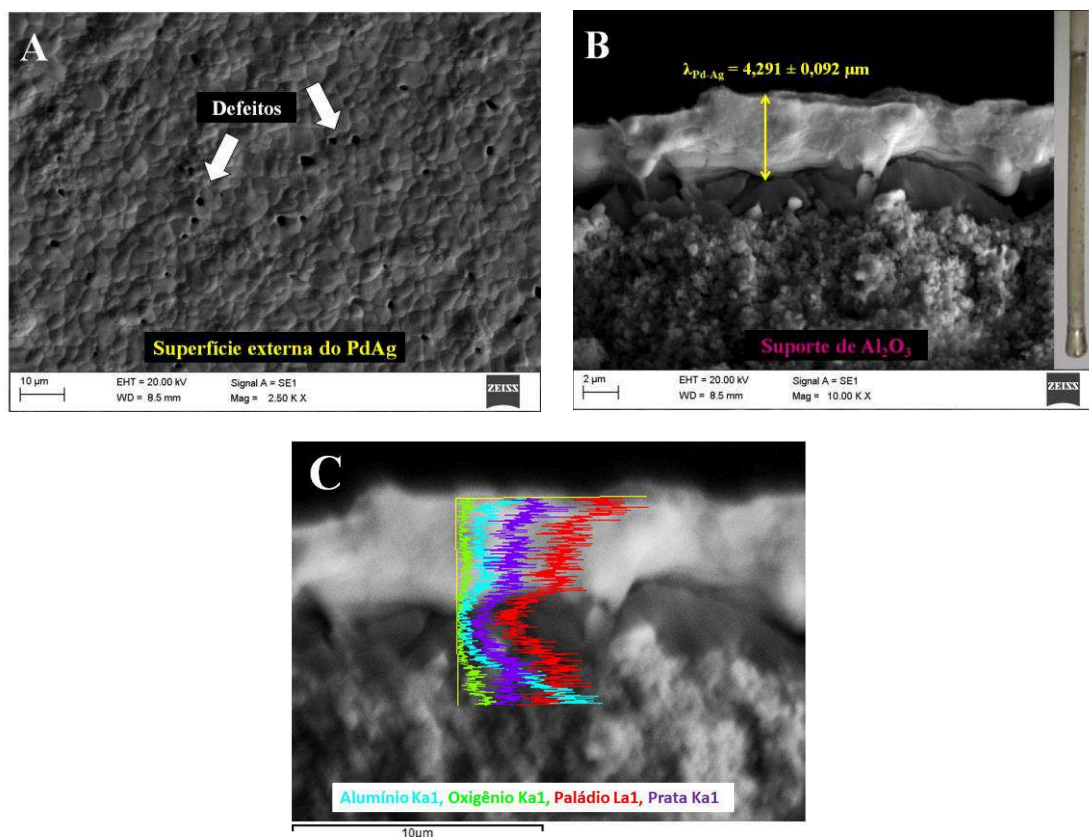 A
Defeitos
Superfície externa do PdAg
10 µm
EHT = 20.00 kV
Signal A = SE1
WD = 8.5 mm
Mag = 2.50 K X
ZEISS
B
λPd-Ag = 4,291 ± 0,092 µm
Suporte de Al₂O₃
2 µm
EHT = 20.00 kV
Signal A = SE1
WD = 8.5 mm
Mag = 10.00 K X
ZEISS
C
Alumínio Ka1, Oxigênio Ka1, Paládio La1, Prata Ka1
10µm